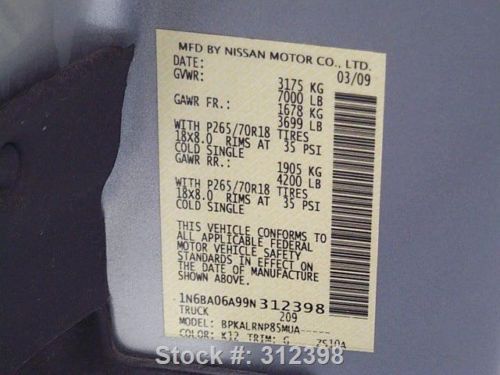 MFD BY NISSAN MOTOR CO., LTD.
DATE: 03/09
GVWR: 3175 KG
7000 LB
GAWR FR.: 1678 KG
3699 LB
WITH P265/70R18 TIRES
18x8.0 RIMS AT 35 PSI
COLD SINGLE
GAWR RR.: 1905 KG
4200 LB
WITH P265/70R18 TIRES
18x8.0 RIMS AT 35 PSI
COLD SINGLE
THIS VEHICLE CONFORMS TO
ALL APPLICABLE FEDERAL
MOTOR VEHICLE SAFETY
STANDARDS IN EFFECT ON
THE DATE OF MANUFACTURE
SHOWN ABOVE.
1N6BA06A99N312398
TRUCK 209
MODEL: BPKALRNP85MUA
COLOR: K12 TRIM: G 7S10A
Stock #: 312398